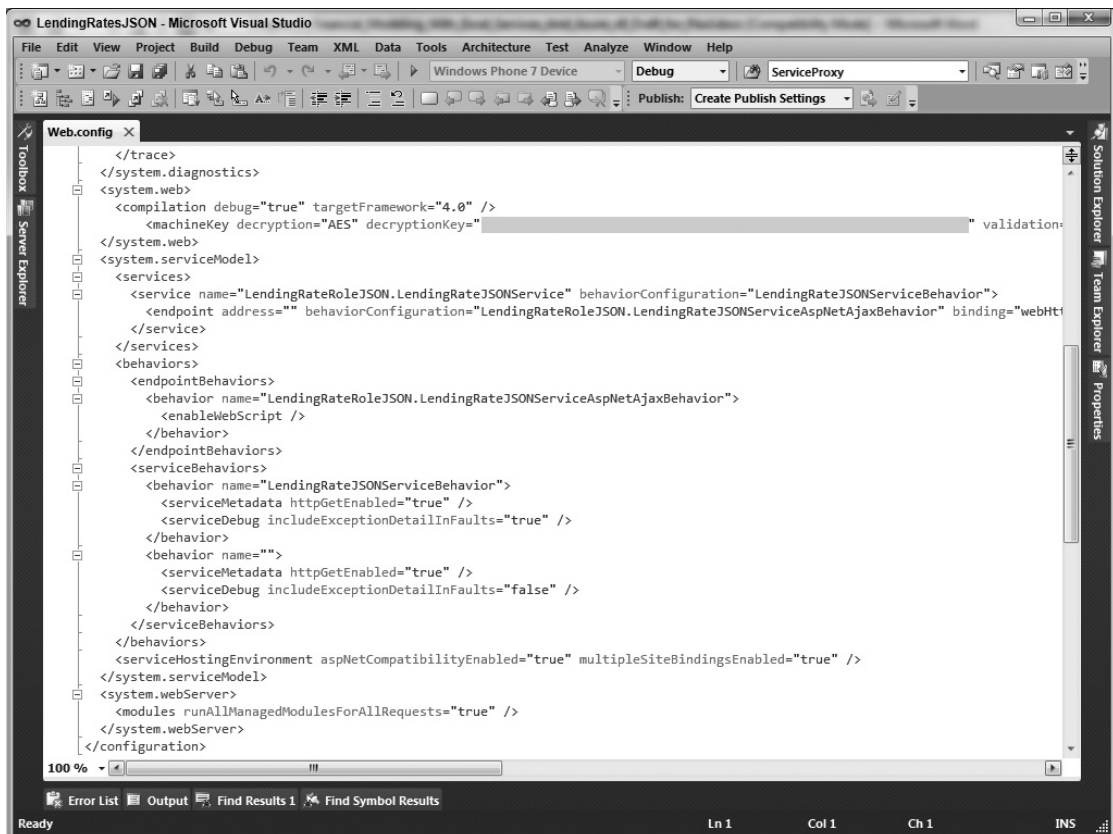 LendingRatesJSON - Microsoft Visual Studio
File Edit View Project Build Debug Team XML Data Tools Architecture Test Analyze Window Help
Windows Phone 7 Device Debug ServiceProxy
Publish: Create Publish Settings
Web.config
Toolbox
Server Explorer
Solution Explorer
Team Explorer
Properties
</trace>
</system.diagnostics>
<system.web>
<compilation debug="true" targetFramework="4.0" />
<machineKey decryption="AES" decryptionKey=" " validation=
</system.web>
<system.serviceModel>
<services>
<service name="LendingRateRoleJSON.LendingRateJSONService" behaviorConfiguration="LendingRateJSONServiceBehavior">
<endpoint address="" behaviorConfiguration="LendingRateRoleJSON.LendingRateJSONServiceAspNetAjaxBehavior" binding="webHtt
</service>
</services>
<behaviors>
<endpointBehaviors>
<behavior name="LendingRateRoleJSON.LendingRateJSONServiceAspNetAjaxBehavior">
<enableWebScript />
</behavior>
</endpointBehaviors>
<serviceBehaviors>
<behavior name="LendingRateJSONServiceBehavior">
<serviceMetadata httpGetEnabled="true" />
<serviceDebug includeExceptionDetailInFaults="true" />
</behavior>
<behavior name="">
<serviceMetadata httpGetEnabled="true" />
<serviceDebug includeExceptionDetailInFaults="false" />
</behavior>
</serviceBehaviors>
</behaviors>
<serviceHostingEnvironment aspNetCompatibilityEnabled="true" multipleSiteBindingsEnabled="true" />
</system.serviceModel>
<system.webServer>
<modules runAllManagedModulesForAllRequests="true" />
</system.webServer>
</configuration>
100 %
Error List Output Find Results 1 Find Symbol Results
Ready Ln 1 Col 1 Ch 1 INS